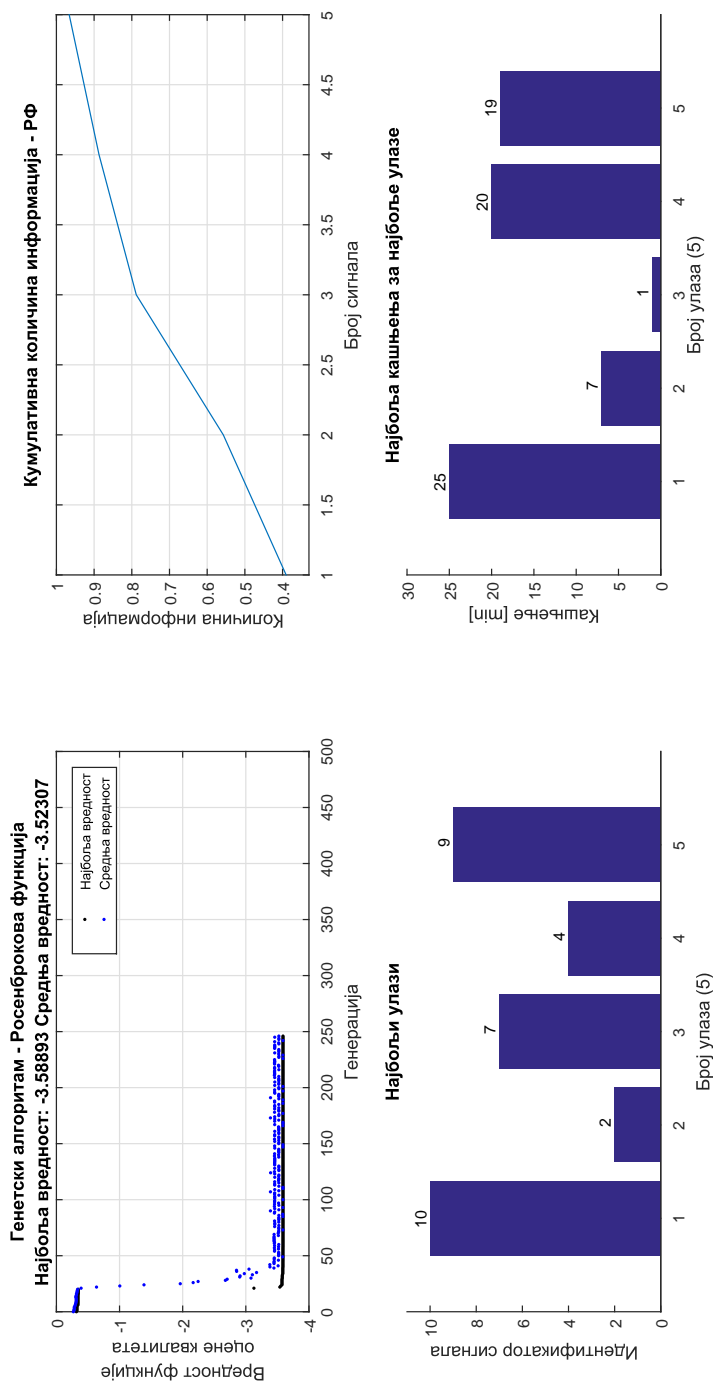 Генетски алгоритам - Росенброкова функција
Најбоља вредност: -3.58893 Средња вредност: -3.52307
Најбоља вредност
Средња вредност
0
-1
-2
-3
-4
0 50 100 150 200 250 300 350 400 450 500
Генерација
Вредност функције
оцене квалитета
Кумулативна количина информација - РФ
1
0.9
0.8
0.7
0.6
0.5
0.4
1 1.5 2 2.5 3 3.5 4 4.5 5
Број сигнала
Количина информација
Најбољи улази
10
8
6
4
2
0
10 2 7 4 9
1 2 3 4 5
Број улаза (5)
Идентификатор сигнала
Најбоља кашњења за најбоље улазе
30
25
20
15
10
5
0
25 7 1 20 19
1 2 3 4 5
Број улаза (5)
Кашњење [min]